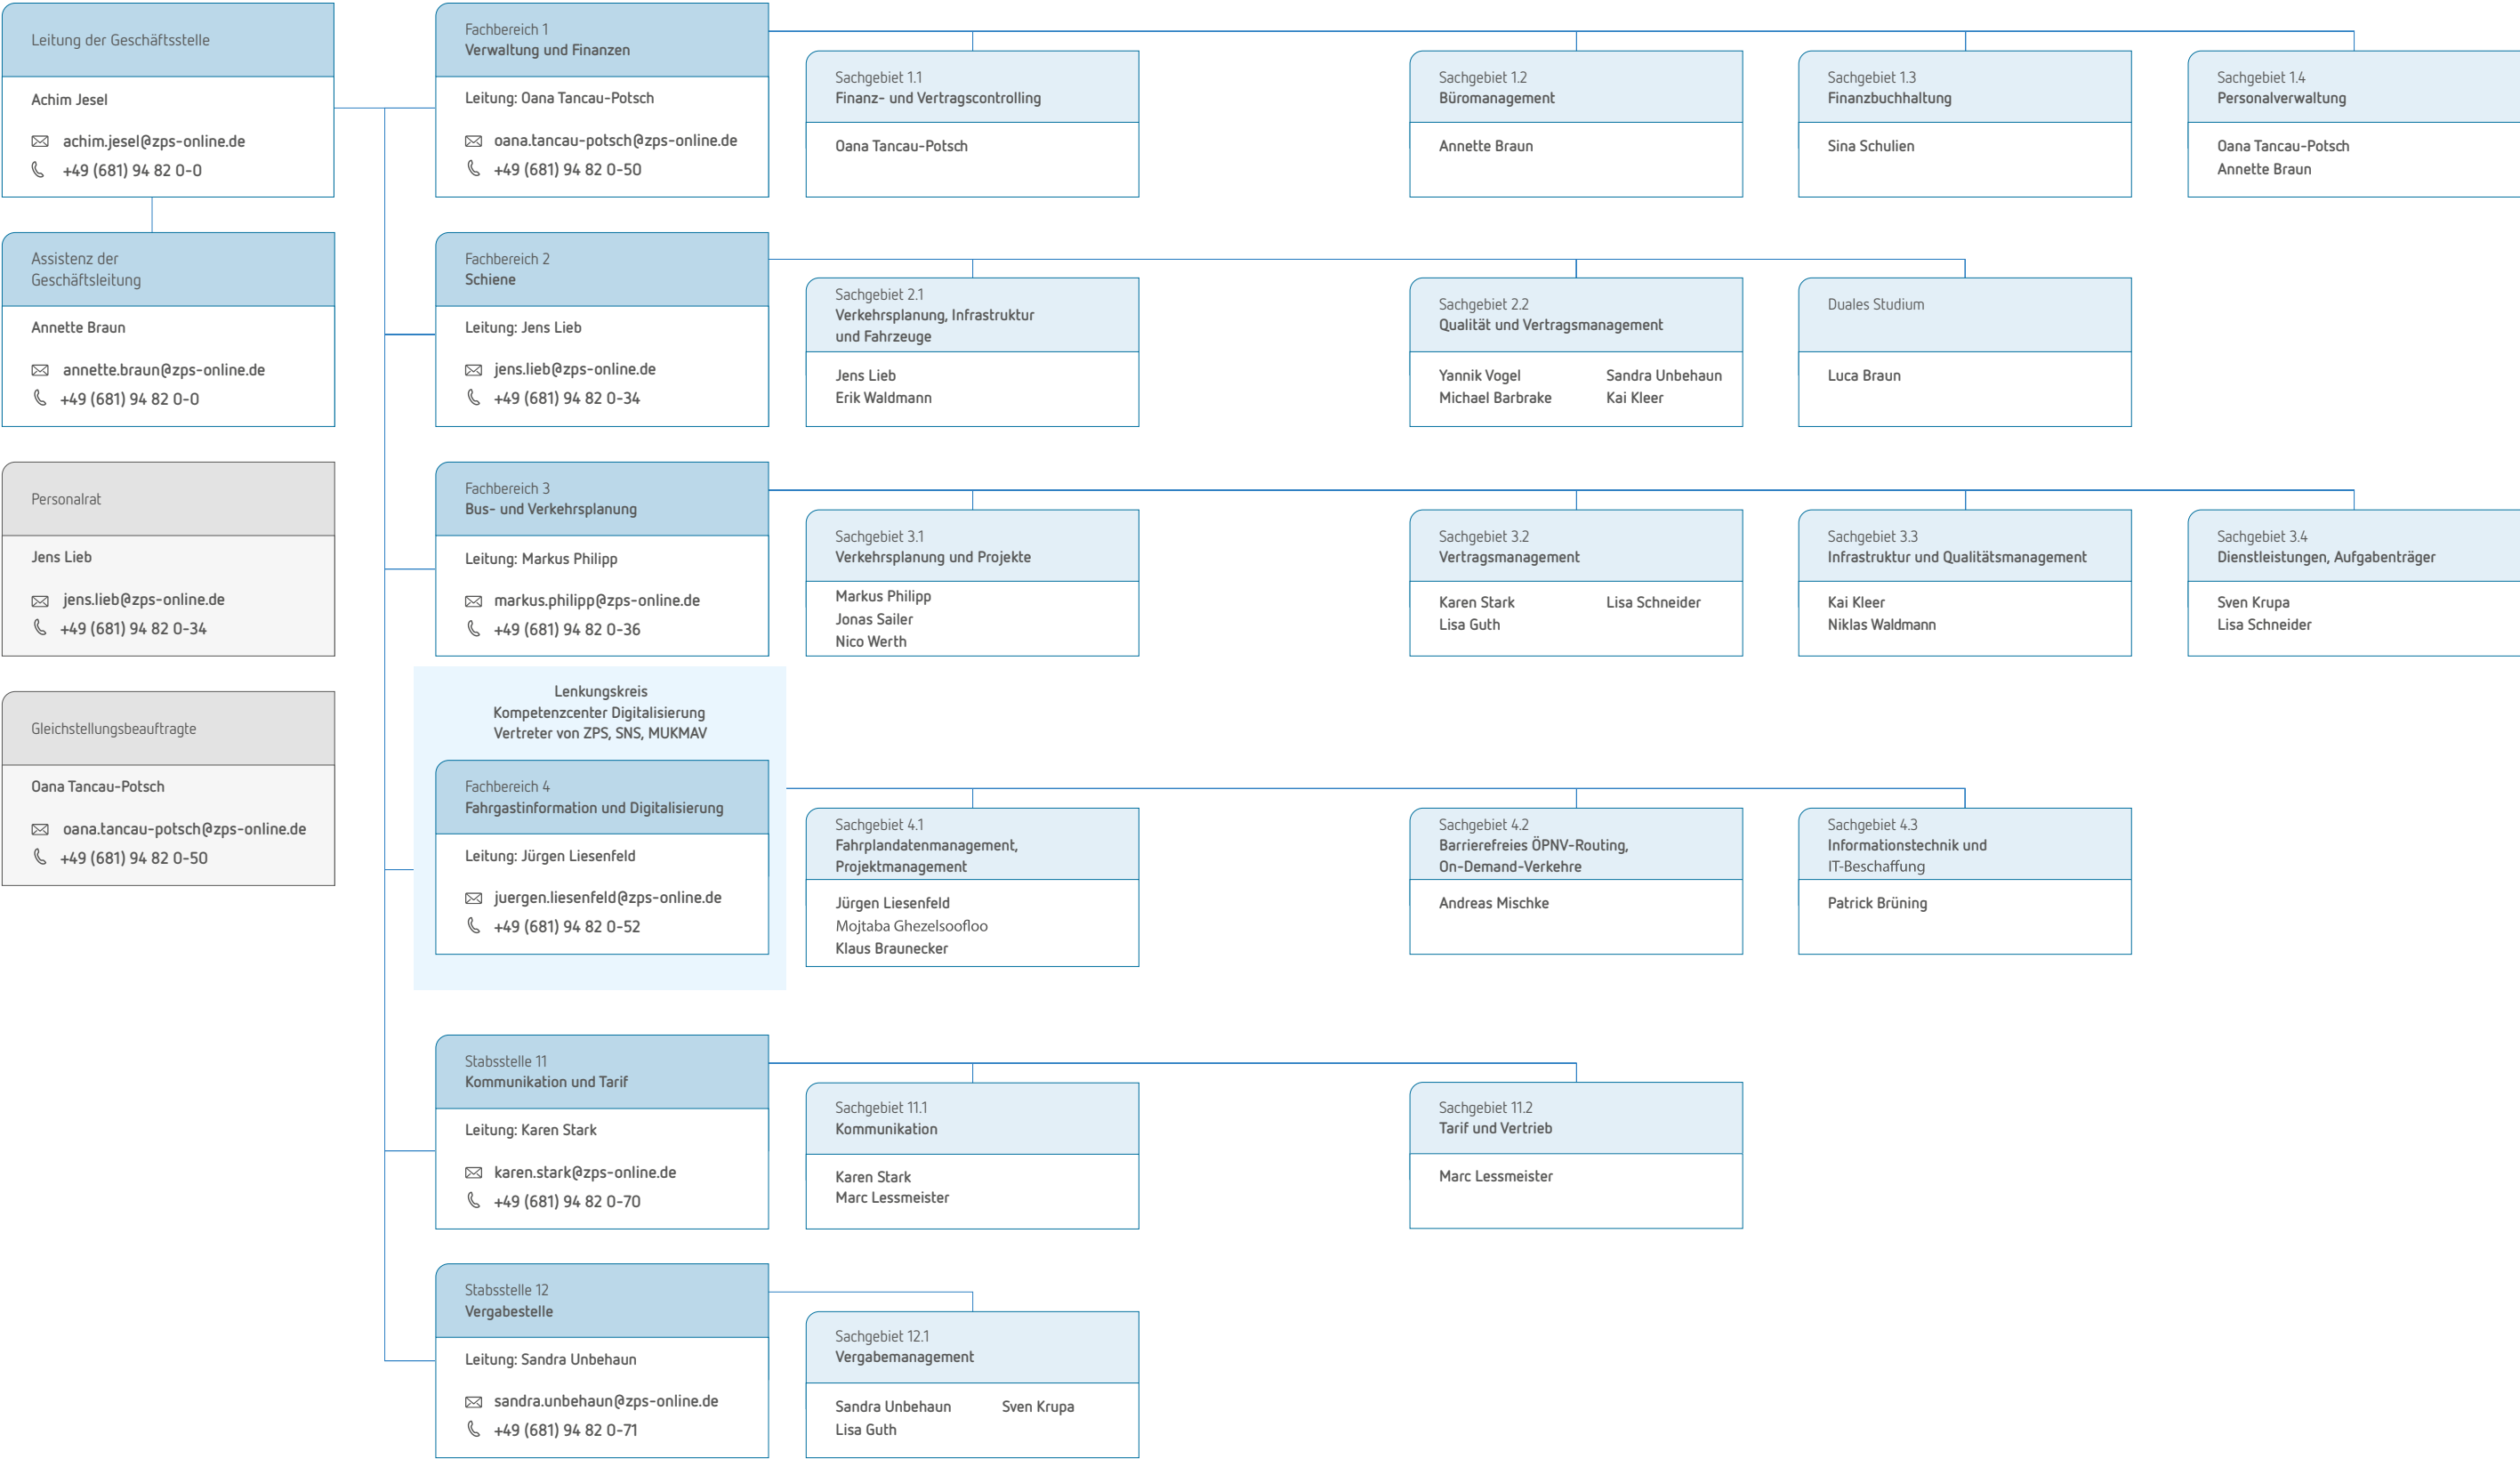 Leitung der Geschäftsstelle
Achim Jesel
achim.jesel@zps-online.de
+49 (681) 94 82 0-0
Assistenz der
Geschäftsleitung
Annette Braun
annette.braun@zps-online.de
+49 (681) 94 82 0-0
Personalrat
Jens Lieb
jens.lieb@zps-online.de
+49 (681) 94 82 0-34
Gleichstellungsbeauftragte
Oana Tancau-Potsch
oana.tancau-potsch@zps-online.de
+49 (681) 94 82 0-50
Fachbereich 1
Verwaltung und Finanzen
Leitung: Oana Tancau-Potsch
oana.tancau-potsch@zps-online.de
+49 (681) 94 82 0-50
Sachgebiet 1.1
Finanz- und Vertragscontrolling
Oana Tancau-Potsch
Sachgebiet 1.2
Büromanagement
Annette Braun
Sachgebiet 1.3
Finanzbuchhaltung
Sina Schulien
Sachgebiet 1.4
Personalverwaltung
Oana Tancau-Potsch
Annette Braun
Fachbereich 2
Schiene
Leitung: Jens Lieb
jens.lieb@zps-online.de
+49 (681) 94 82 0-34
Sachgebiet 2.1
Verkehrsplanung, Infrastruktur
und Fahrzeuge
Jens Lieb
Erik Waldmann
Sachgebiet 2.2
Qualität und Vertragsmanagement
Yannik Vogel Sandra Unbehaun
Michael Barbrake Kai Kleer
Duales Studium
Luca Braun
Fachbereich 3
Bus- und Verkehrsplanung
Leitung: Markus Philipp
markus.philipp@zps-online.de
+49 (681) 94 82 0-36
Sachgebiet 3.1
Verkehrsplanung und Projekte
Markus Philipp
Jonas Sailer
Nico Werth
Sachgebiet 3.2
Vertragsmanagement
Karen Stark Lisa Schneider
Lisa Guth
Sachgebiet 3.3
Infrastruktur und Qualitätsmanagement
Kai Kleer
Niklas Waldmann
Sachgebiet 3.4
Dienstleistungen, Aufgabenträger
Sven Krupa
Lisa Schneider
Lenkungskreis
Kompetenzcenter Digitalisierung
Vertreter von ZPS, SNS, MUKMAV
Fachbereich 4
Fahrgastinformation und Digitalisierung
Leitung: Jürgen Liesenfeld
juergen.liesenfeld@zps-online.de
+49 (681) 94 82 0-52
Sachgebiet 4.1
Fahrplandatenmanagement,
Projektmanagement
Jürgen Liesenfeld
Mojtaba Ghezelsoofloo
Klaus Braunecker
Sachgebiet 4.2
Barrierefreies ÖPNV-Routing,
On-Demand-Verkehre
Andreas Mischke
Sachgebiet 4.3
Informationstechnik und
IT-Beschaffung
Patrick Brüning
Stabsstelle 11
Kommunikation und Tarif
Leitung: Karen Stark
karen.stark@zps-online.de
+49 (681) 94 82 0-70
Sachgebiet 11.1
Kommunikation
Karen Stark
Marc Lessmeister
Sachgebiet 11.2
Tarif und Vertrieb
Marc Lessmeister
Stabsstelle 12
Vergabestelle
Leitung: Sandra Unbehaun
sandra.unbehaun@zps-online.de
+49 (681) 94 82 0-71
Sachgebiet 12.1
Vergabemanagement
Sandra Unbehaun Sven Krupa
Lisa Guth